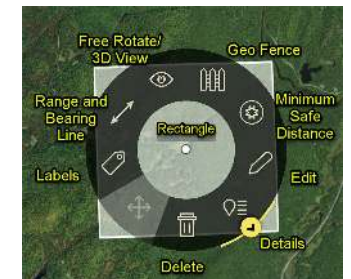 Free Rotate/
3D View
Geo Fence
Range and
Bearing
Line
Minimum
Safe
Distance
Rectangle
Labels
Edit
Details
Delete